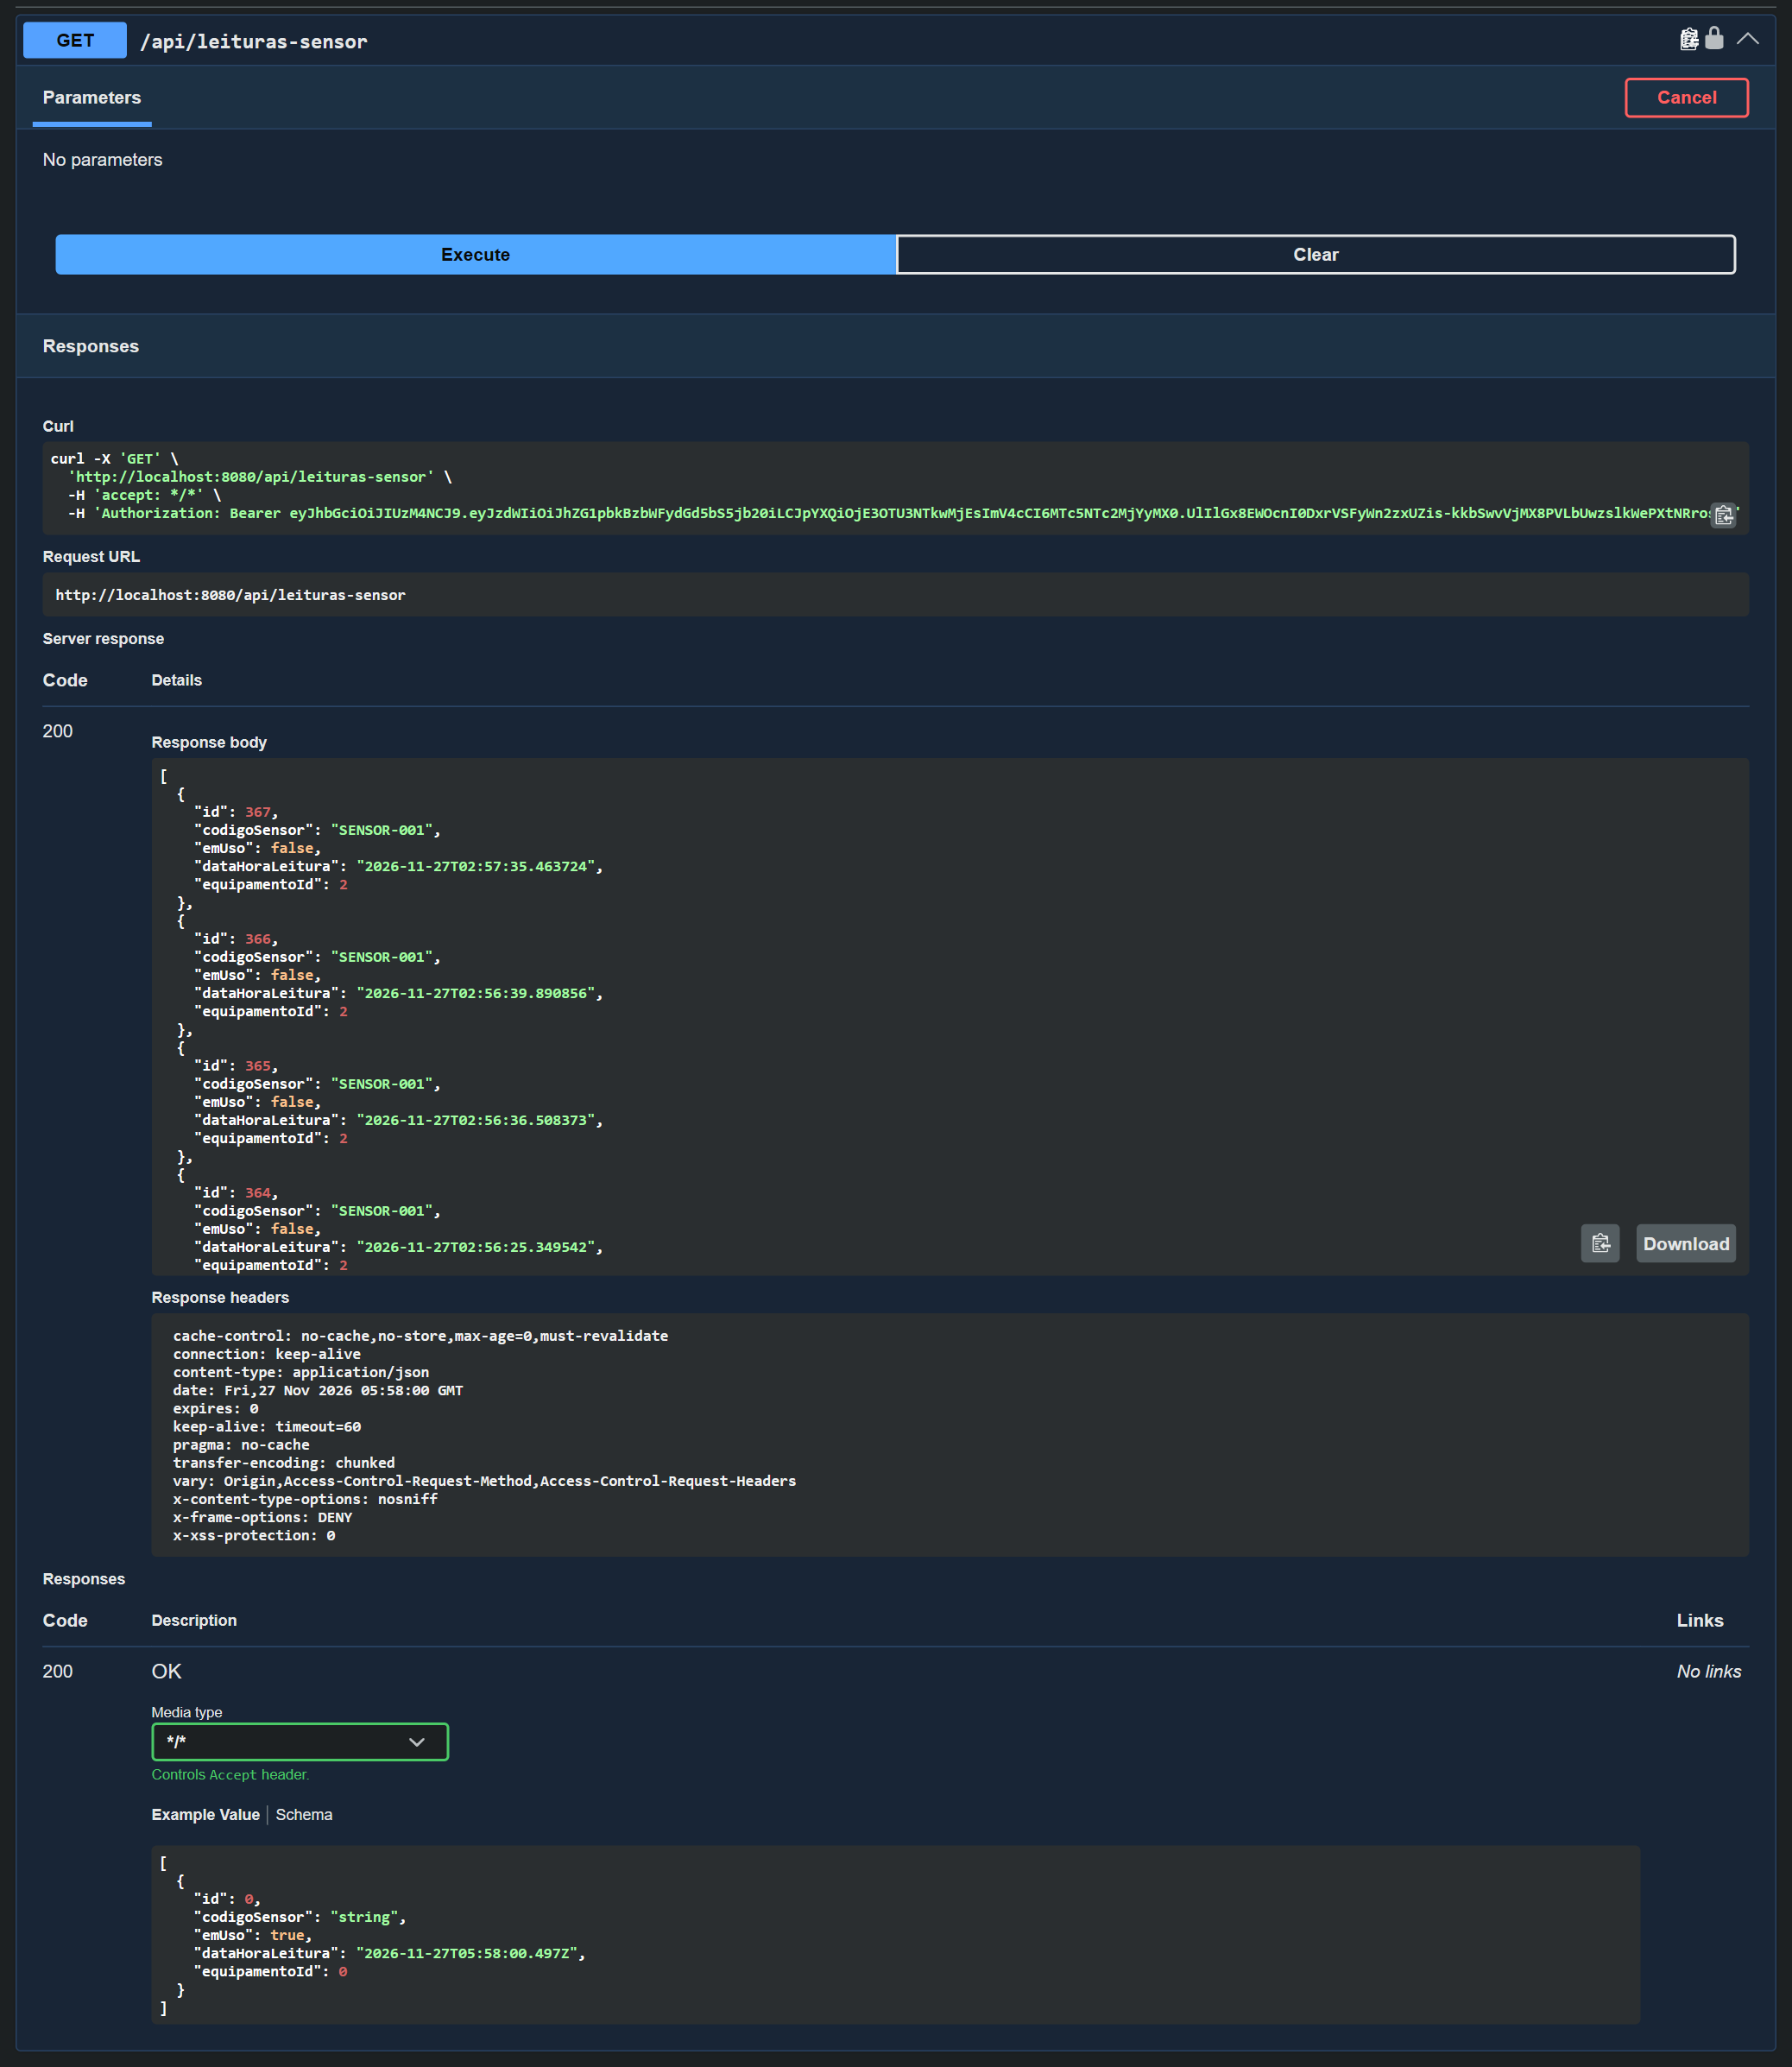 GET /api/leituras-sensor
Parameters
Cancel
No parameters
Execute
Clear
Responses
Curl
curl -X 'GET' \
'http://localhost:8080/api/leituras-sensor' \
-H 'accept: */*' \
-H 'Authorization: Bearer
Request URL
http://localhost:8080/api/leituras-sensor
Server response
Code Details
200
Response body
[
{
"id": 367,
"codigoSensor": "SENSOR-001",
"emUso": false,
"dataHoraLeitura": "2026-11-27T02:57:35.463724",
"equipamentoId": 2
},
{
"id": 366,
"codigoSensor": "SENSOR-001",
"emUso": false,
"dataHoraLeitura": "2026-11-27T02:56:39.890856",
"equipamentoId": 2
},
{
"id": 365,
"codigoSensor": "SENSOR-001",
"emUso": false,
"dataHoraLeitura": "2026-11-27T02:56:36.508373",
"equipamentoId": 2
},
{
"id": 364,
"codigoSensor": "SENSOR-001",
"emUso": false,
"dataHoraLeitura": "2026-11-27T02:56:25.349542",
"equipamentoId": 2
Download
Response headers
cache-control: no-cache,no-store,max-age=0,must-revalidate
connection: keep-alive
content-type: application/json
date: Fri,27 Nov 2026 05:58:00 GMT
expires: 0
keep-alive: timeout=60
pragma: no-cache
transfer-encoding: chunked
vary: Origin,Access-Control-Request-Method,Access-Control-Request-Headers
x-content-type-options: nosniff
x-frame-options: DENY
x-xss-protection: 0
Responses
Code Description Links
200 OK No links
Media type
*/*
Controls Accept header.
Example Value Schema
[
{
"id": 0,
"codigoSensor": "string",
"emUso": true,
"dataHoraLeitura": "2026-11-27T05:58:00.497Z",
"equipamentoId": 0
}
]